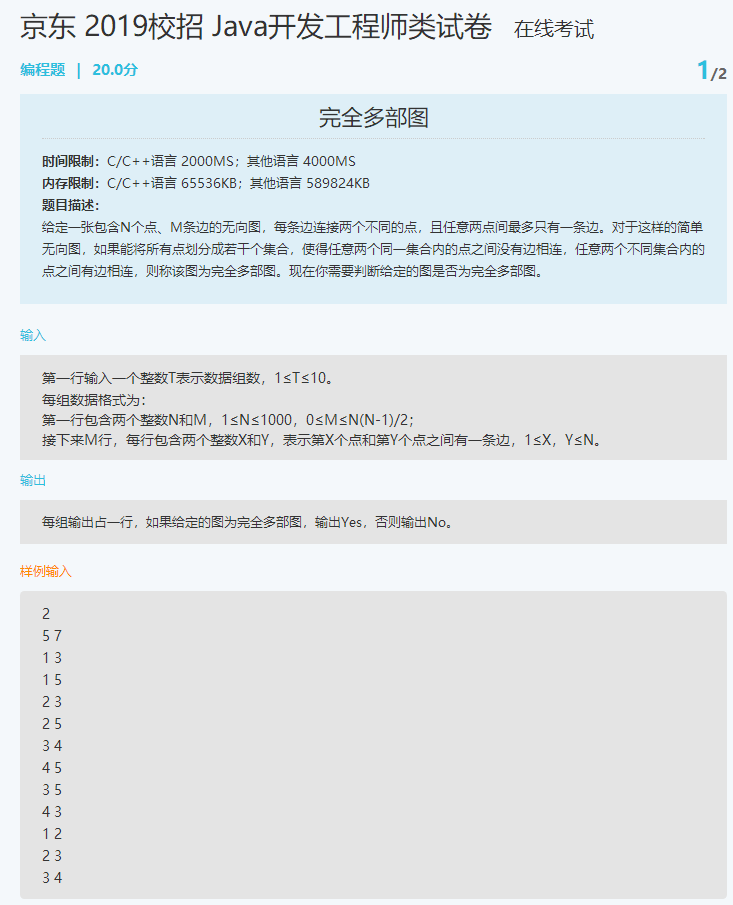 京东 2019校招 Java开发工程师类试卷 在线考试
编程题 | 20.0分 1/2
完全多部图
时间限制：C/C++语言 2000MS；其他语言 4000MS
内存限制：C/C++语言 65536KB；其他语言 589824KB
题目描述：
给定一张包含N个点、M条边的无向图，每条边连接两个不同的点，且任意两点间最多只有一条边。对于这样的简单
无向图，如果能将所有点划分成若干个集合，使得任意两个同一集合内的点之间没有边相连，任意两个不同集合内的
点之间有边相连，则称该图为完全多部图。现在你需要判断给定的图是否为完全多部图。
输入
第一行输入一个整数T表示数据组数，1≤T≤10。
每组数据格式为：
第一行包含两个整数N和M，1≤N≤1000，0≤M≤N(N-1)/2；
接下来M行，每行包含两个整数X和Y，表示第X个点和第Y个点之间有一条边，1≤X，Y≤N。
输出
每组输出占一行，如果给定的图为完全多部图，输出Yes，否则输出No。
样例输入
2
5 7
1 3
1 5
2 3
2 5
3 4
4 5
3 5
4 3
1 2
2 3
3 4